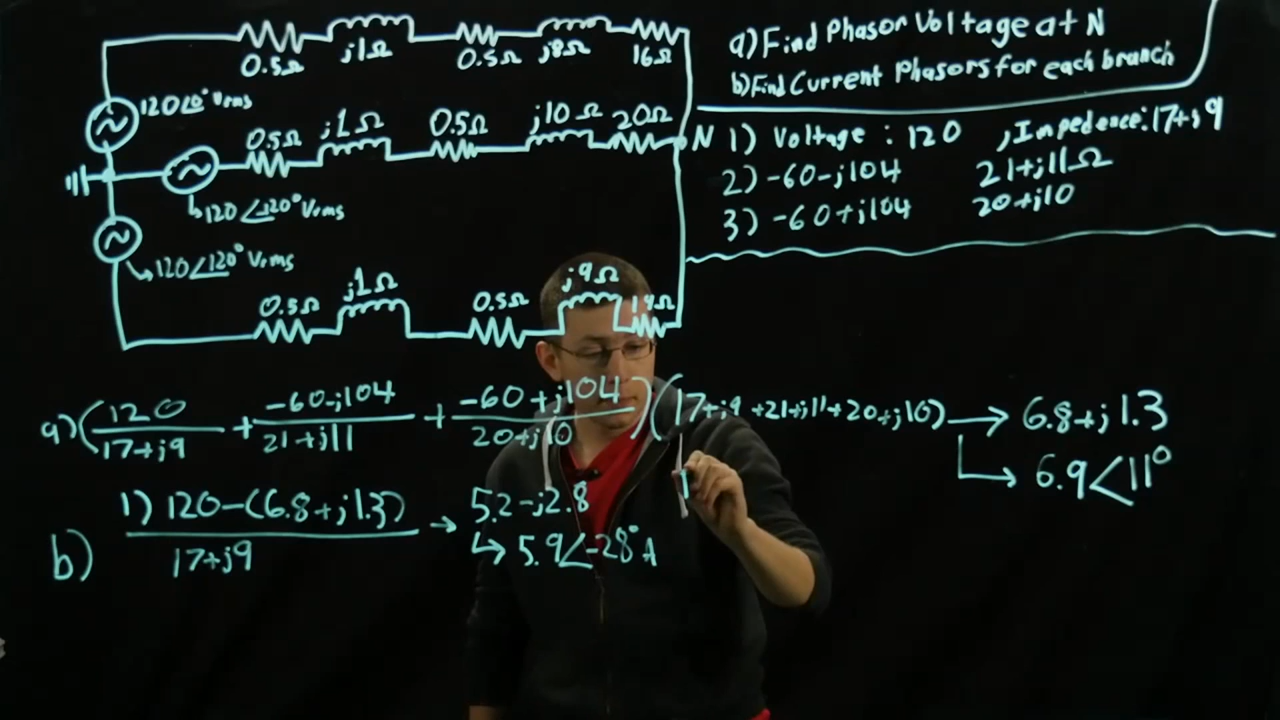 0.5Ω j1Ω 0.5Ω j8Ω 16Ω
120∠0° Vrms
0.5Ω j1Ω 0.5Ω j10Ω 20Ω N
120∠120° Vrms
120∠120° Vrms
0.5Ω j1Ω 0.5Ω j9Ω 19Ω
a) Find Phasor Voltage at N
b) Find Current Phasors for each branch
1) Voltage : 120 , Impedence: 17+j9
2) -60-j104 21+j11Ω
3) -60+j104 20+j10
a) (120/17+j9 + -60-j104/21+j11 + -60+j104/20+j10) (17+j9 +21+j11+20+j10) → 6.8+j1.3
→ 6.9∠11°
b) 1) 120-(6.8+j1.3)/17+j9 → 5.2-j2.8
↳ 5.9∠-28° A